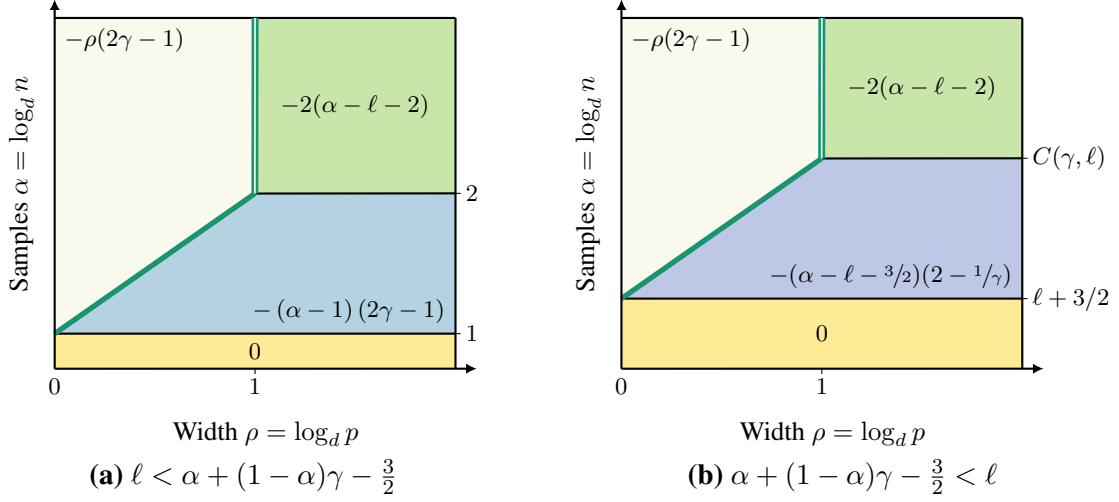 −ρ(2γ − 1)
−2(α − ℓ − 2)
− (α − 1) (2γ − 1)
0
2
1
0
1
Samples α = log_d n
Width ρ = log_d p
(a) ℓ < α + (1 − α)γ − 3/2
−ρ(2γ − 1)
−2(α − ℓ − 2)
−(α − ℓ − 3/2)(2 − 1/γ)
0
C(γ, ℓ)
ℓ + 3/2
0
1
Samples α = log_d n
Width ρ = log_d p
(b) α + (1 − α)γ − 3/2 < ℓ